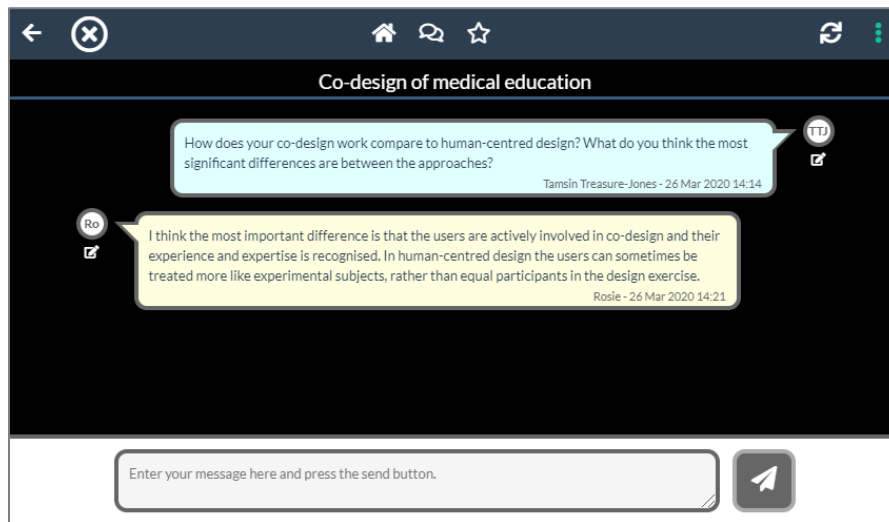 Co-design of medical education
How does your co-design work compare to human-centred design? What do you think the most
significant differences are between the approaches?
Tamsin Treasure-Jones - 26 Mar 2020 14:14
TTJ
Ro
I think the most important difference is that the users are actively involved in co-design and their
experience and expertise is recognised. In human-centred design the users can sometimes be
treated more like experimental subjects, rather than equal participants in the design exercise.
Rosie - 26 Mar 2020 14:21
Enter your message here and press the send button.